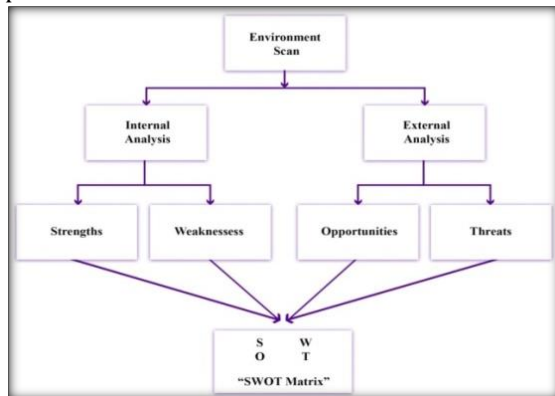 Environment
Scan
Internal
Analysis
External
Analysis
Strengths
Weaknessess
Opportunities
Threats
S W
O T
“SWOT Matrix”